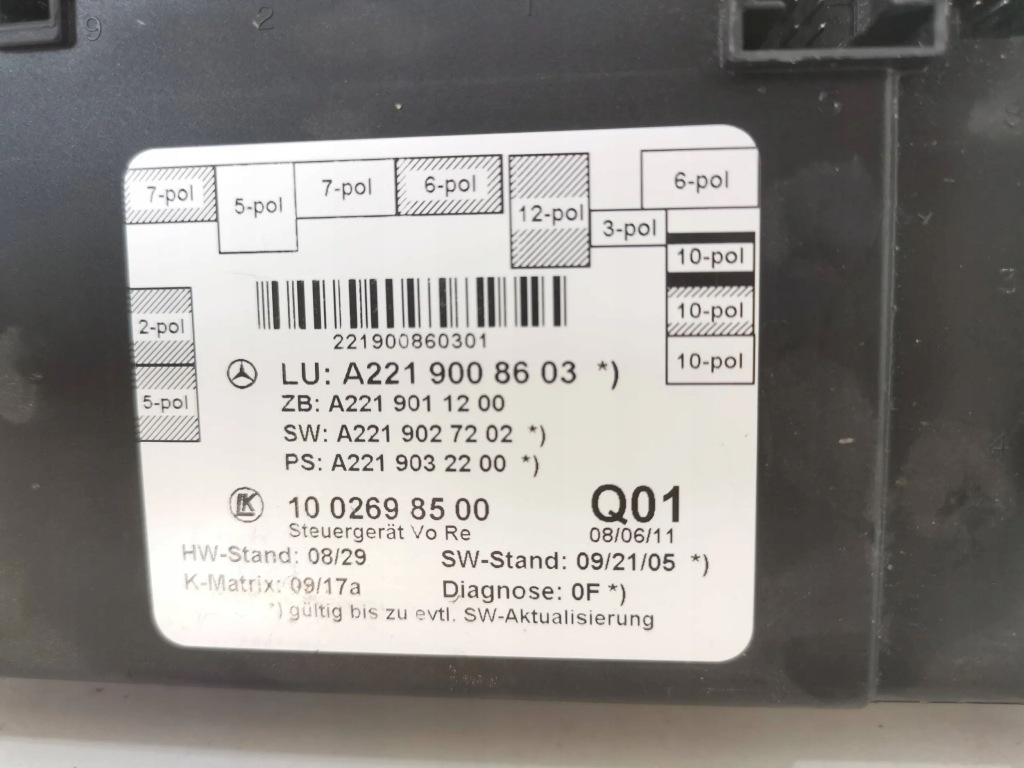 9 2 1
7-pol 5-pol 7-pol 6-pol 12-pol 3-pol 6-pol
10-pol
10-pol
10-pol
2-pol
5-pol
221900860301
LU: A221 900 86 03 *)
ZB: A221 901 12 00
SW: A221 902 72 02 *)
PS: A221 903 22 00 *)
LK 10 0269 85 00 Q01
Steuergerät Vo Re 08/06/11
HW-Stand: 08/29 SW-Stand: 09/21/05 *)
K-Matrix: 09/17a Diagnose: 0F *)
*) gültig bis zu evtl. SW-Aktualisierung